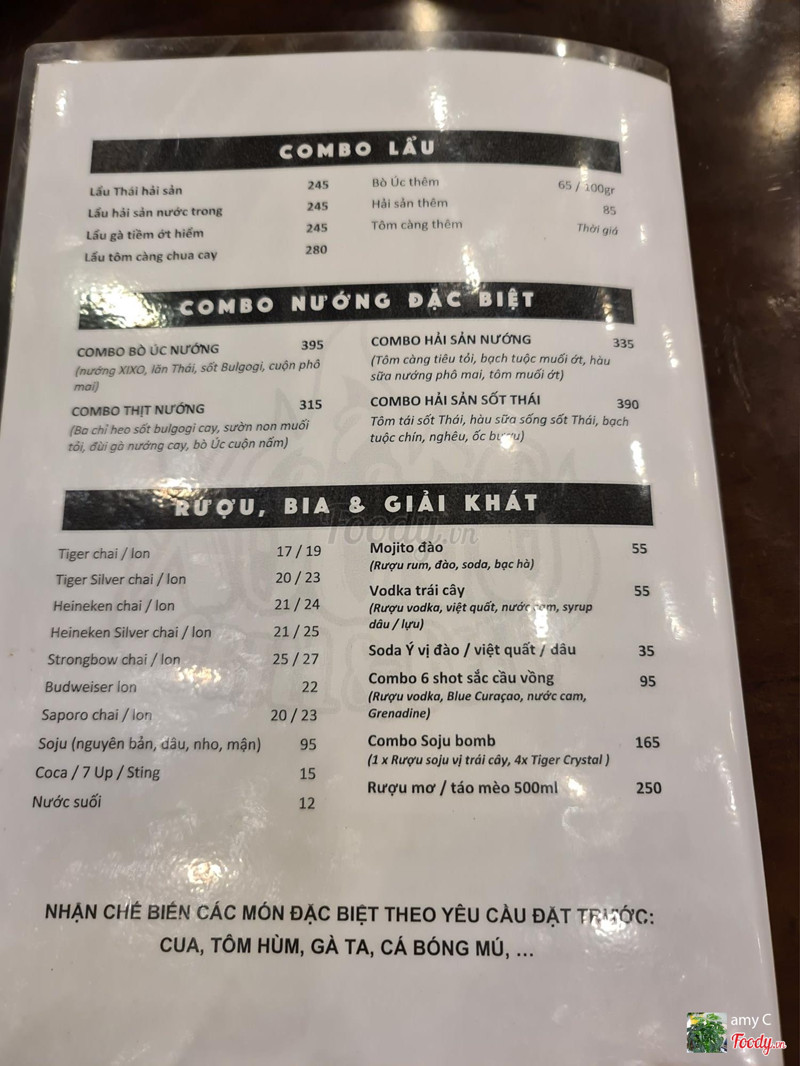 COMBO LẨU
Lẩu Thái hải sản 245
Lẩu hải sản nước trong 245
Lẩu gà tiềm ớt hiểm 245
Lẩu tôm càng chua cay 280
Bò Úc thêm 65 / 100gr
Hải sản thêm 85
Tôm càng thêm Thời giá
COMBO NƯỚNG ĐẶC BIỆT
COMBO BÒ ÚC NƯỚNG 395
(nướng XIXO, lăn Thái, sốt Bulgogi, cuộn phô
mai)
COMBO THỊT NƯỚNG 315
(Ba chỉ heo sốt bulgogi cay, sườn non muối
tỏi, đùi gà nướng cay, bò Úc cuộn nấm)
COMBO HẢI SẢN NƯỚNG 335
(Tôm càng tiêu tỏi, bạch tuộc muối ớt, hàu
sữa nướng phô mai, tôm muối ớt)
COMBO HẢI SẢN SỐT THÁI 390
Tôm tái sốt Thái, hàu sữa sống sốt Thái, bạch
tuộc chín, nghêu, ốc bươu)
RƯỢU, BIA & GIẢI KHÁT
Tiger chai / lon 17 / 19
Tiger Silver chai / lon 20 / 23
Heineken chai / lon 21 / 24
Heineken Silver chai / lon 21 / 25
Strongbow chai / lon 25 / 27
Budweiser lon 22
Saporo chai / lon 20 / 23
Soju (nguyên bản, dâu, nho, mận) 95
Coca / 7 Up / Sting 15
Nước suối 12
Mojito đào 55
(Rượu rum, đào, soda, bạc hà)
Vodka trái cây 55
(Rượu vodka, việt quất, nước cam, syrup
dâu / lựu)
Soda Ý vị đào / việt quất / dâu 35
Combo 6 shot sắc cầu vồng 95
(Rượu vodka, Blue Curaçao, nước cam,
Grenadine)
Combo Soju bomb 165
(1 x Rượu soju vị trái cây, 4x Tiger Crystal )
Rượu mơ / táo mèo 500ml 250
NHẬN CHẾ BIẾN CÁC MÓN ĐẶC BIỆT THEO YÊU CẦU ĐẶT TRƯỚC:
CUA, TÔM HÙM, GÀ TA, CÁ BÓNG MÚ, ...
Foody.vn
amy C
Foody.vn